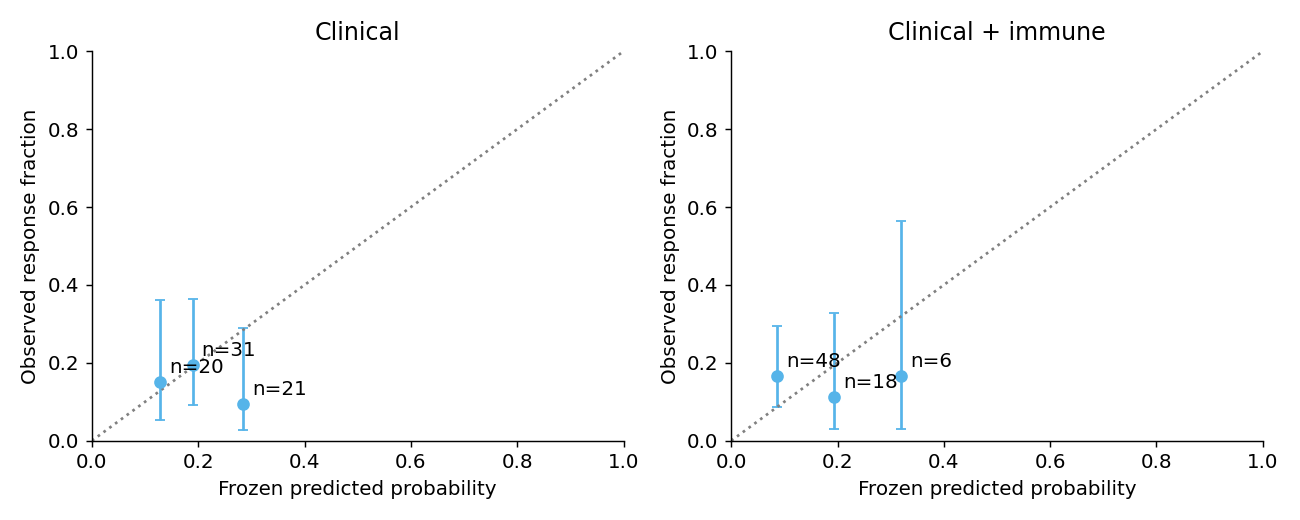 Clinical
Observed response fraction
1.0
0.8
0.6
0.4
0.2
0.0
n=20
n=31
n=21
0.0 0.2 0.4 0.6 0.8 1.0
Frozen predicted probability
Clinical + immune
Observed response fraction
1.0
0.8
0.6
0.4
0.2
0.0
n=48
n=18
n=6
0.0 0.2 0.4 0.6 0.8 1.0
Frozen predicted probability